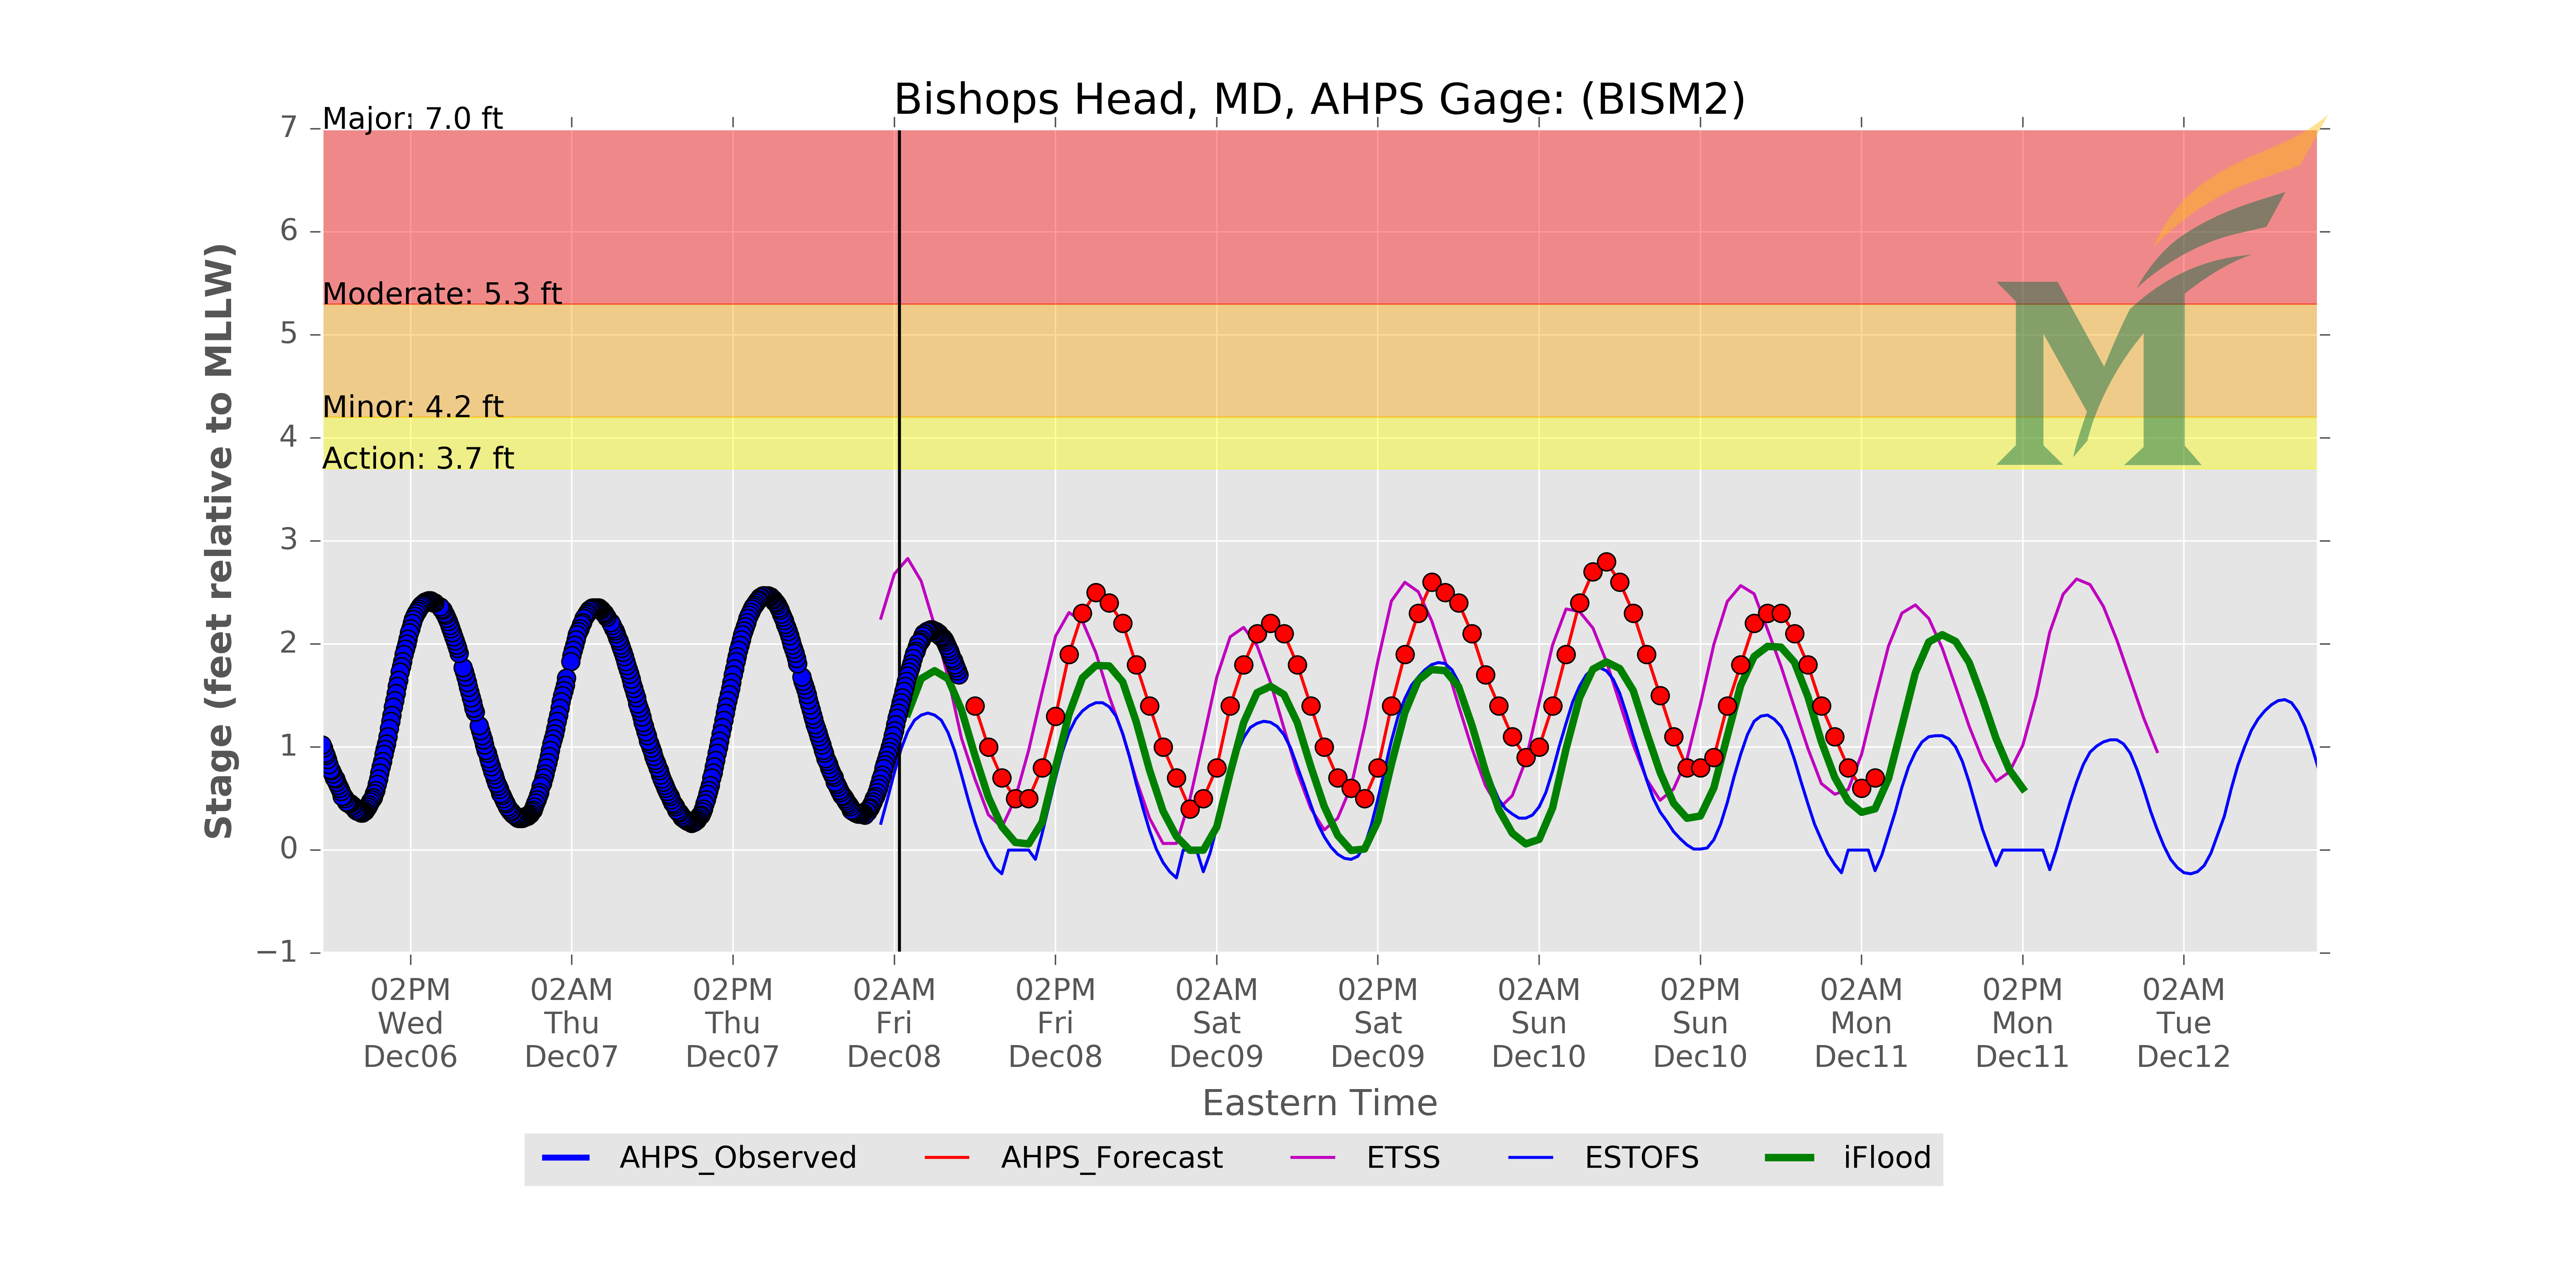 Bishops Head, MD, AHPS Gage: (BISM2)
Major: 7.0 ft
Moderate: 5.3 ft
Minor: 4.2 ft
Action: 3.7 ft
Stage (feet relative to MLLW)
7
6
5
4
3
2
1
0
−1
02PM Wed Dec06
02AM Thu Dec07
02PM Thu Dec07
02AM Fri Dec08
02PM Fri Dec08
02AM Sat Dec09
02PM Sat Dec09
02AM Sun Dec10
02PM Sun Dec10
02AM Mon Dec11
02PM Mon Dec11
02AM Tue Dec12
Eastern Time
AHPS_Observed
AHPS_Forecast
ETSS
ESTOFS
iFlood